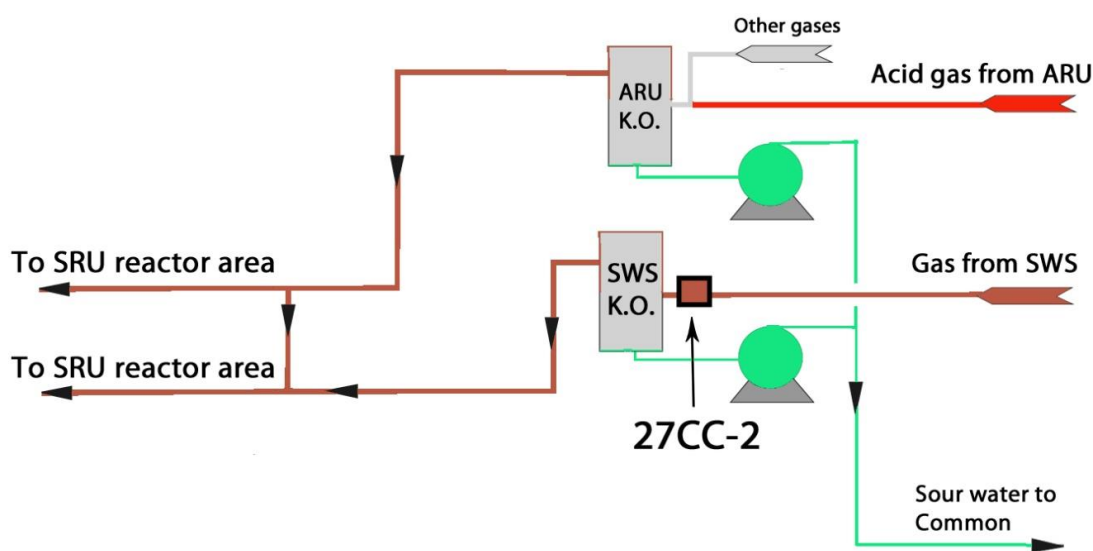 Other gases
Acid gas from ARU
ARU
K.O.
To SRU reactor area
SWS
K.O.
Gas from SWS
To SRU reactor area
27CC-2
Sour water to
Common